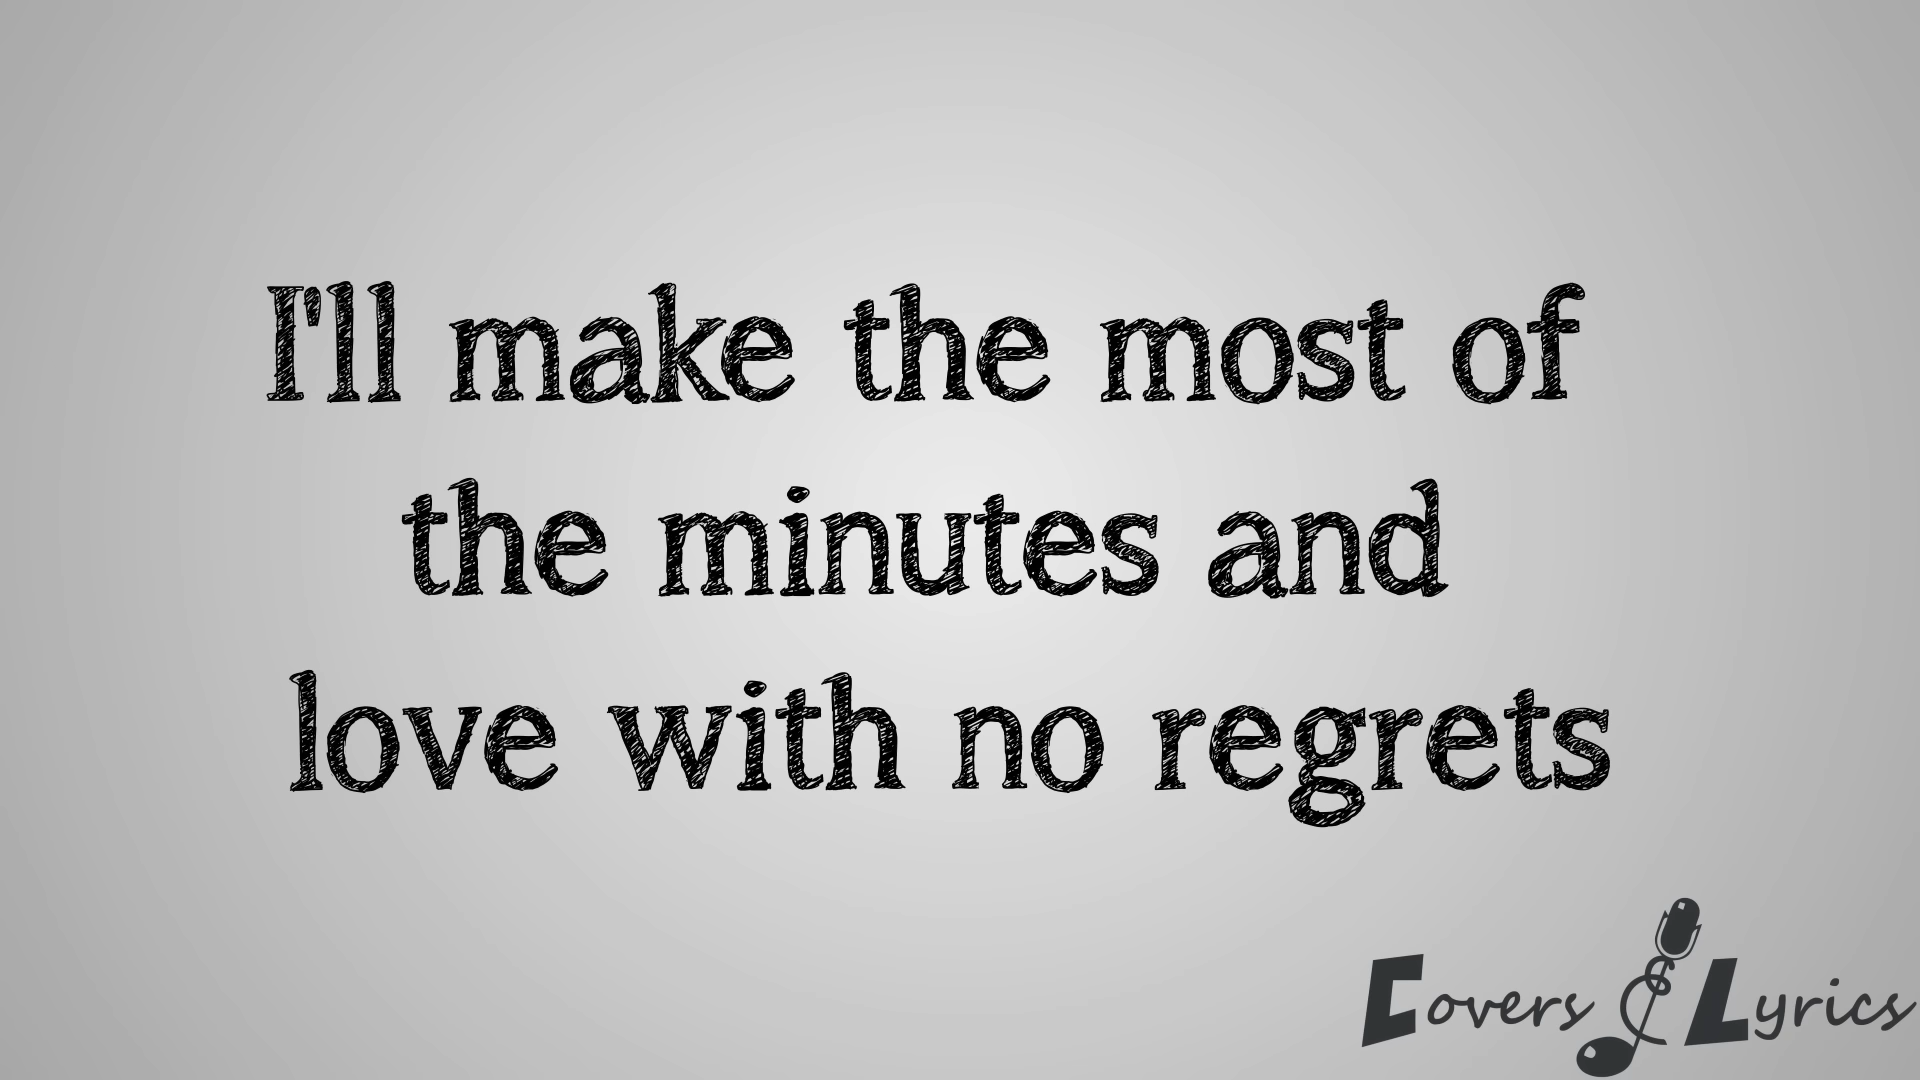 I'll make the most of
the minutes and
love with no regrets
Covers & Lyrics